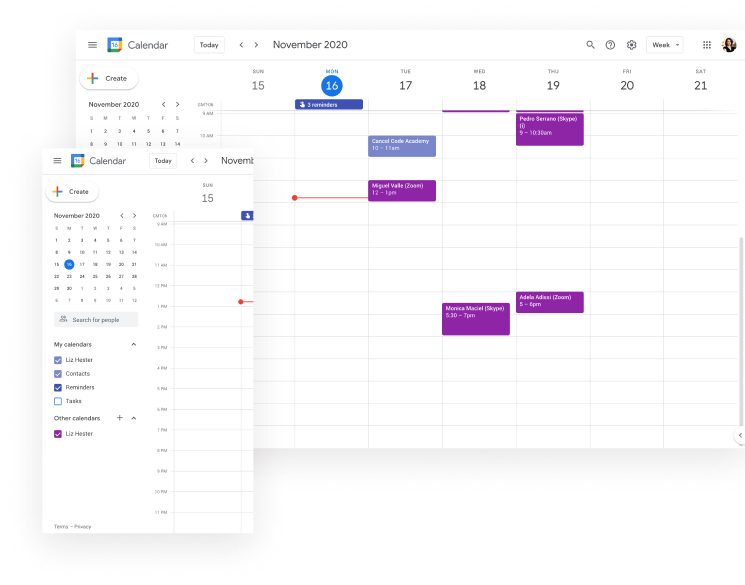 16 Calendar Today November 2020 Week
Create
SUN MON TUE WED THU FRI SAT
15 16 17 18 19 20 21
November 2020
GMT-06
3 reminders
S M T W T F S
9 AM
1 2 3 4 5 6 7
8 9 10 11 12 13 14
10 AM
Pedro Serrano (Skype)
(i)
9 – 10:30am
Cancel Code Academy
10 – 11am
Miguel Valle (Zoom)
12 – 1pm
Monica Maciel (Skype)
5:30 – 7pm
Adela Adissi (Zoom)
5 – 6pm
16 Calendar Today Novemb
Create
SUN
15
November 2020
GMT-06
S M T W T F S
1 2 3 4 5 6 7
8 9 10 11 12 13 14
15 16 17 18 19 20 21
22 23 24 25 26 27 28
29 30 1 2 3 4 5
6 7 8 9 10 11 12
Search for people
My calendars
Liz Hester
Contacts
Reminders
Tasks
Other calendars
Liz Hester
Terms – Privacy
9 AM
10 AM
11 AM
12 PM
1 PM
2 PM
3 PM
4 PM
5 PM
6 PM
7 PM
8 PM
9 PM
10 PM
11 PM